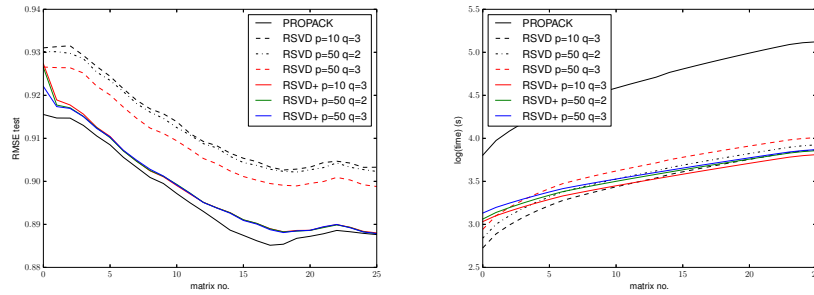 0.94
0.93
0.92
0.91
0.90
0.89
0.88
RMSE test
0
5
10
15
20
25
matrix no.
PROPACK
RSVD p=10 q=3
RSVD p=50 q=2
RSVD p=50 q=3
RSVD+ p=10 q=3
RSVD+ p=50 q=2
RSVD+ p=50 q=3
5.5
5.0
4.5
4.0
3.5
3.0
2.5
log(time) (s)
0
5
10
15
20
25
matrix no.
PROPACK
RSVD p=10 q=3
RSVD p=50 q=2
RSVD p=50 q=3
RSVD+ p=10 q=3
RSVD+ p=50 q=2
RSVD+ p=50 q=3